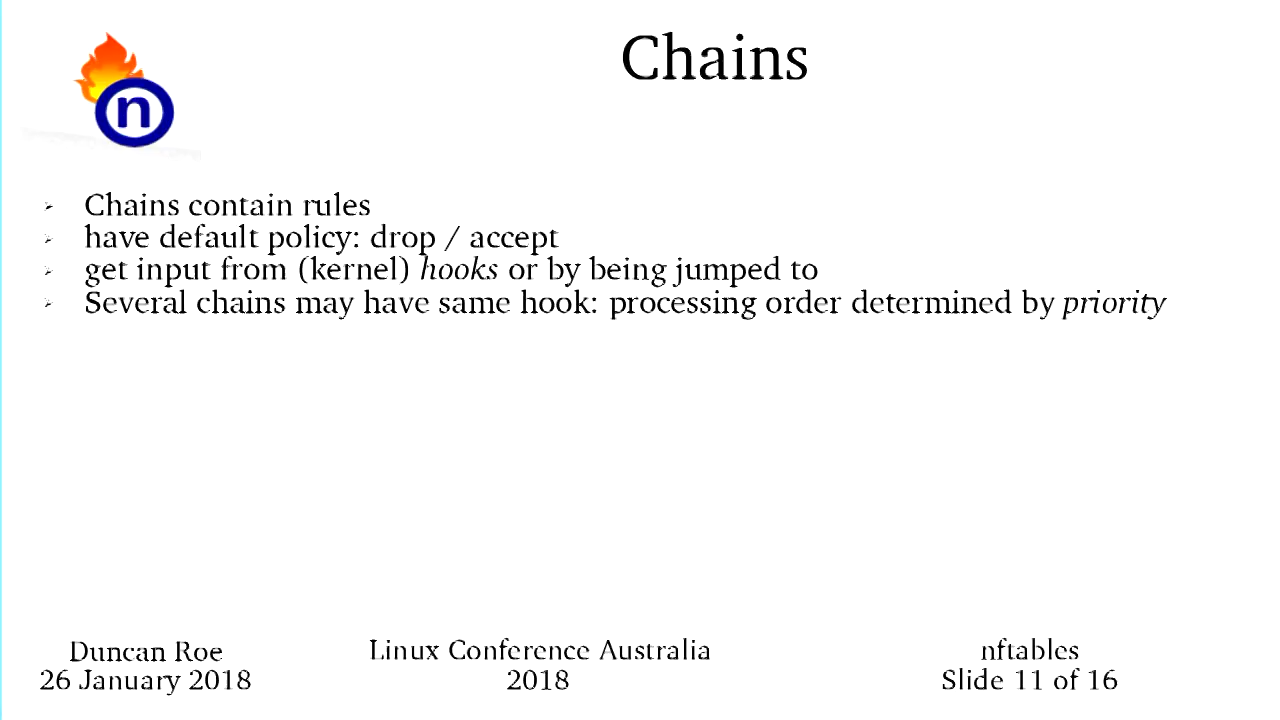 Chains
n
Chains contain rules
have default policy: drop / accept
get input from (kernel) hooks or by being jumped to
Several chains may have same hook: processing order determined by priority
Duncan Roe
26 January 2018
Linux Conference Australia
2018
nftables
Slide 11 of 16